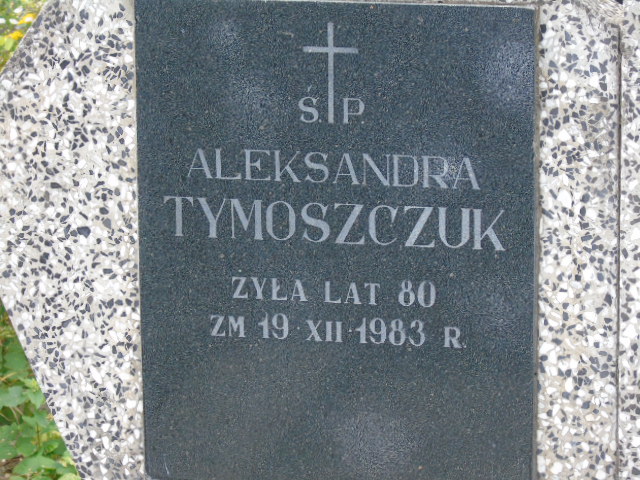 Ś.P.
ALEKSANDRA
TYMOSZCZUK
ŻYŁA LAT 80
ZM 19 XII 1983 R.